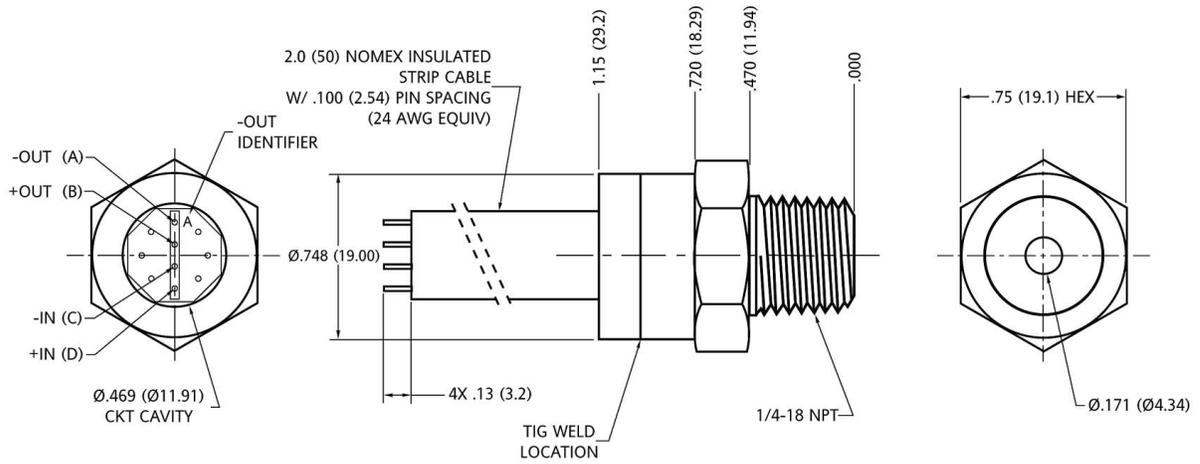 2.0 (50) NOMEX INSULATED
STRIP CABLE
W/ .100 (2.54) PIN SPACING
(24 AWG EQUIV)
-OUT
IDENTIFIER
-OUT (A)
+OUT (B)
A
-IN (C)
+IN (D)
Ø.469 (Ø11.91)
CKT CAVITY
Ø.748 (19.00)
4X .13 (3.2)
1.15 (29.2)
.720 (18.29)
.470 (11.94)
.000
TIG WELD
LOCATION
1/4-18 NPT
.75 (19.1) HEX
Ø.171 (Ø4.34)